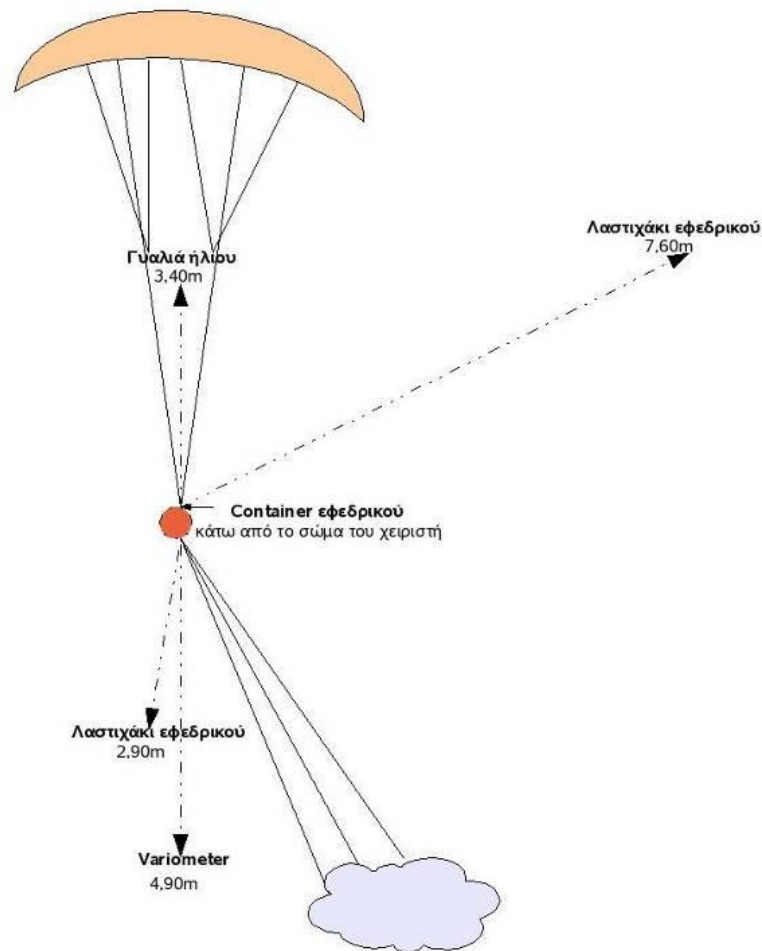 Λαστιχάκι εφεδρικού
7,60m
Γυαλιά ήλίου
3,40m
Container εφεδρικού
κάτω από το σώμα του χειριστή
Λαστιχάκι εφεδρικού
2,90m
Variometer
4,90m